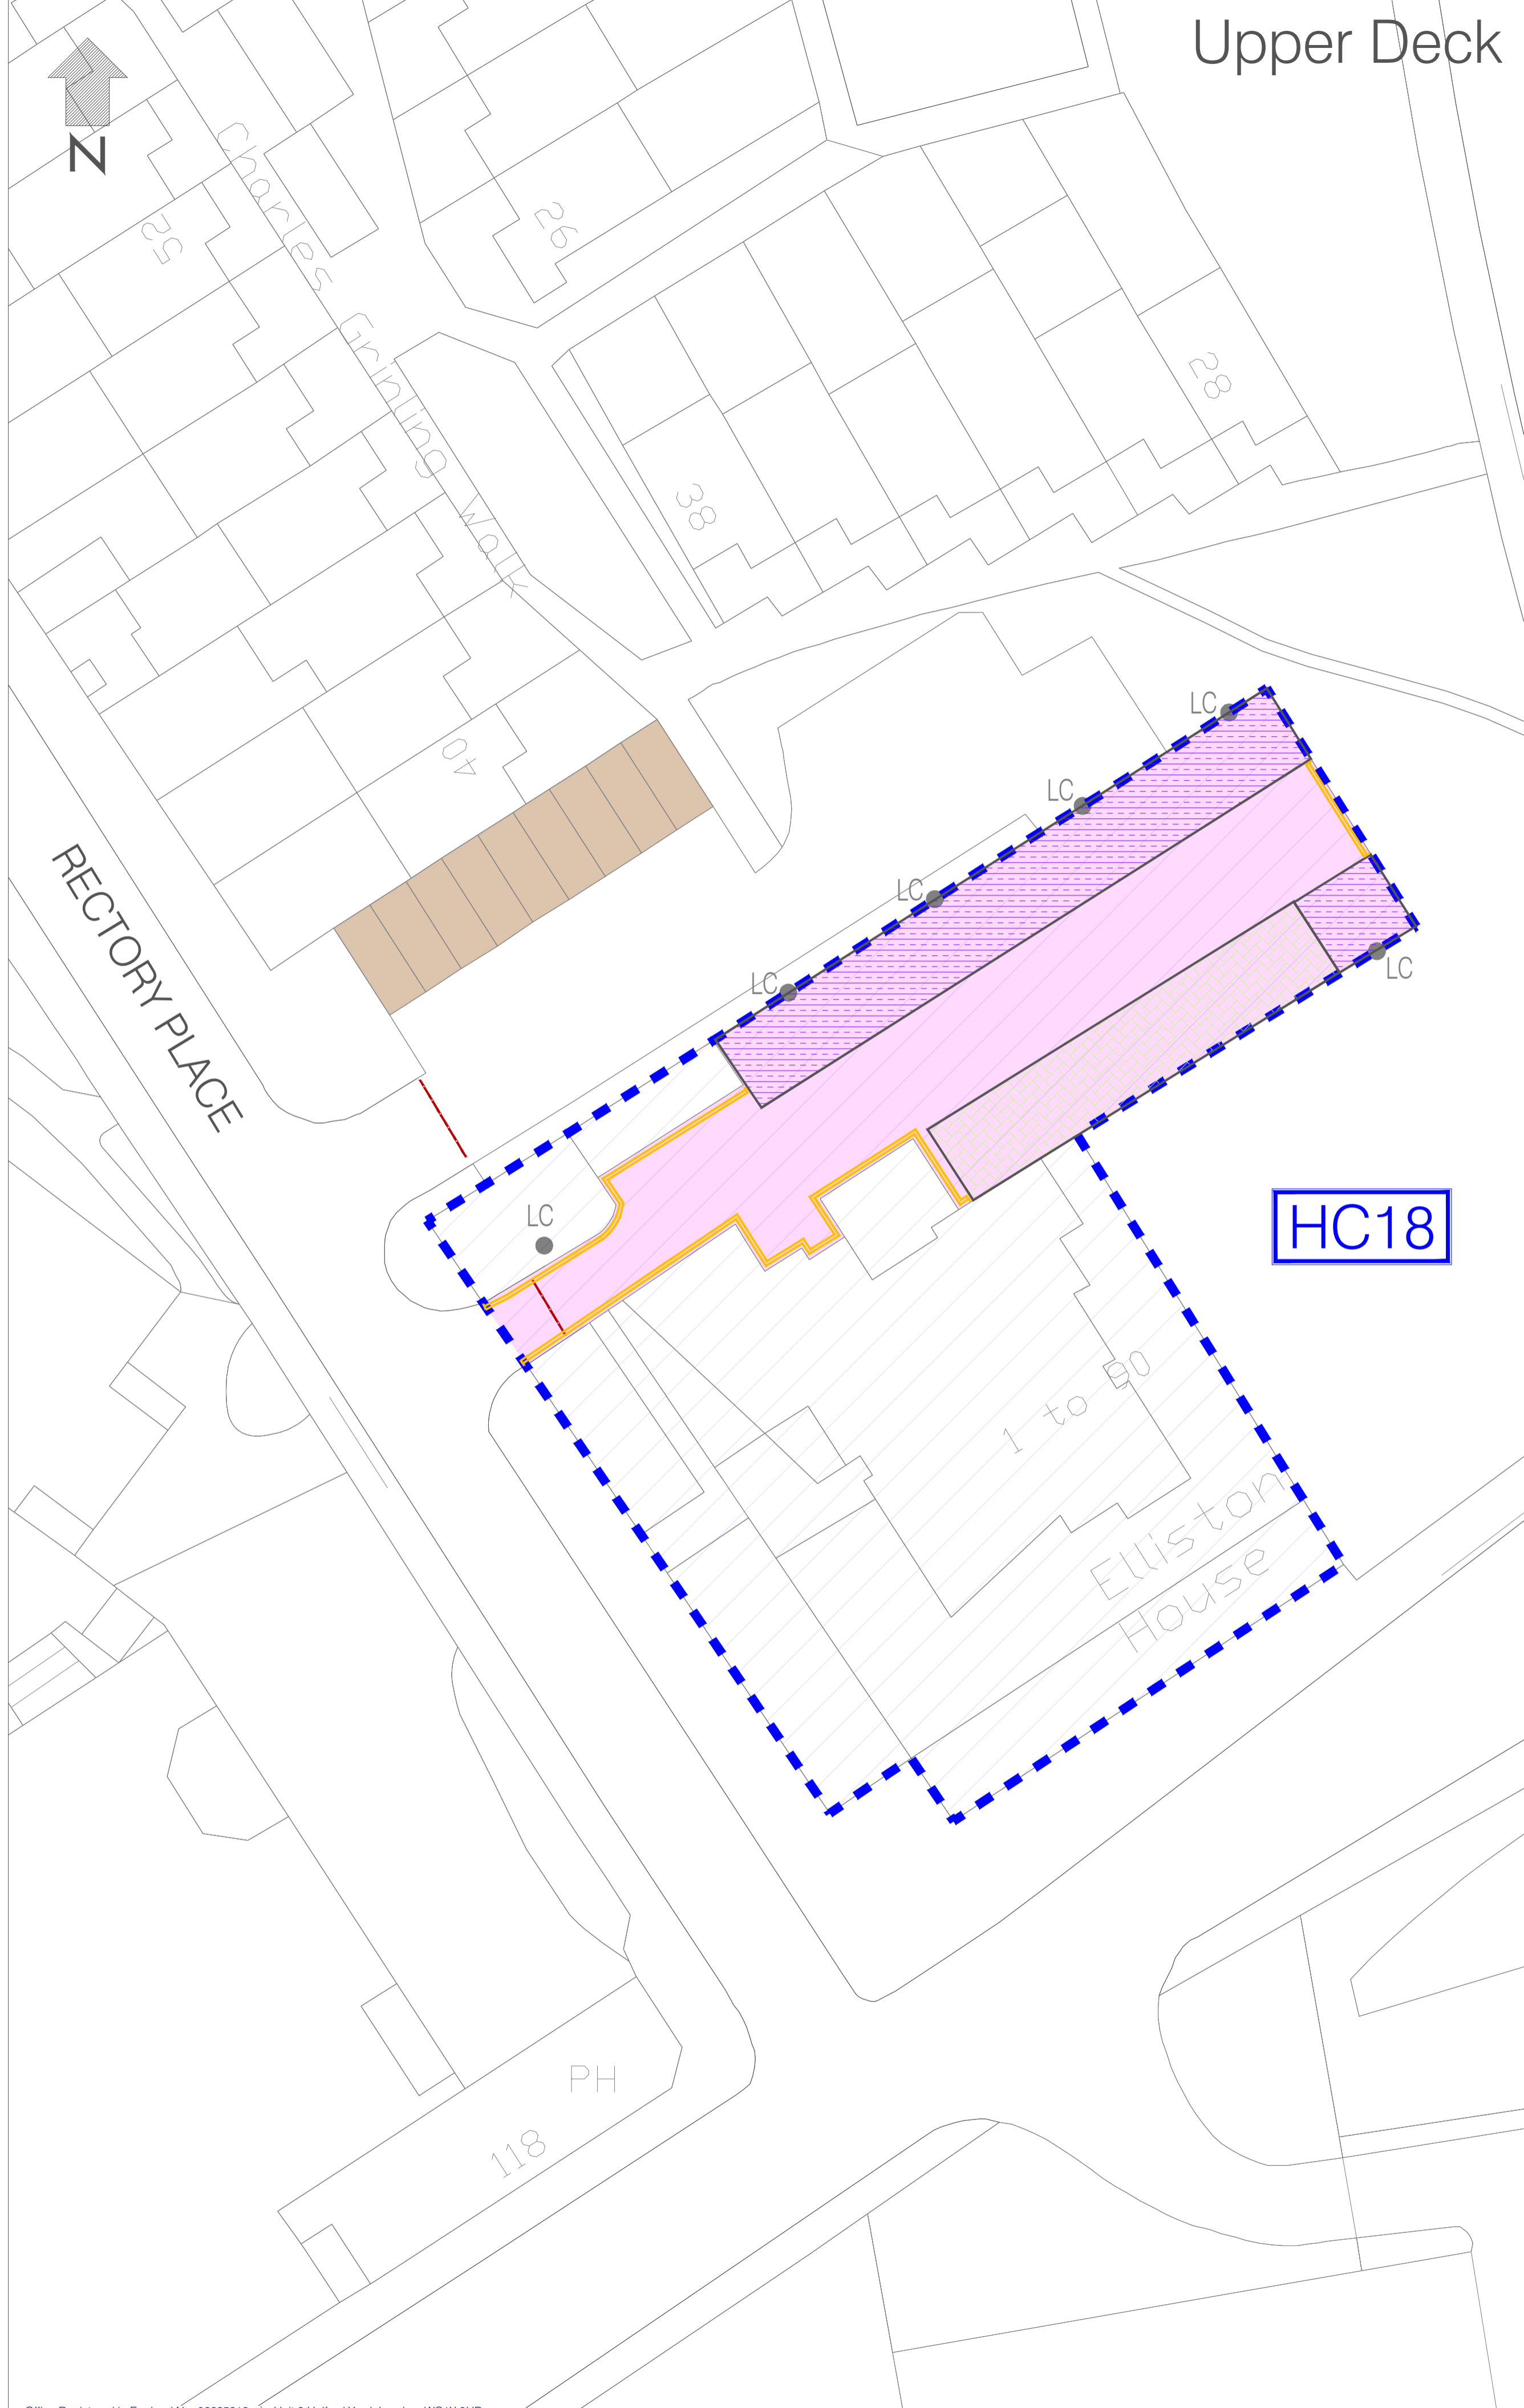 Upper Deck
N
Charles Grinling Walk
25
26
28
38
40
LC
LC
LC
LC
LC
LC
RECTORY PLACE
HC18
1 to 90
Elliston
House
PH
118